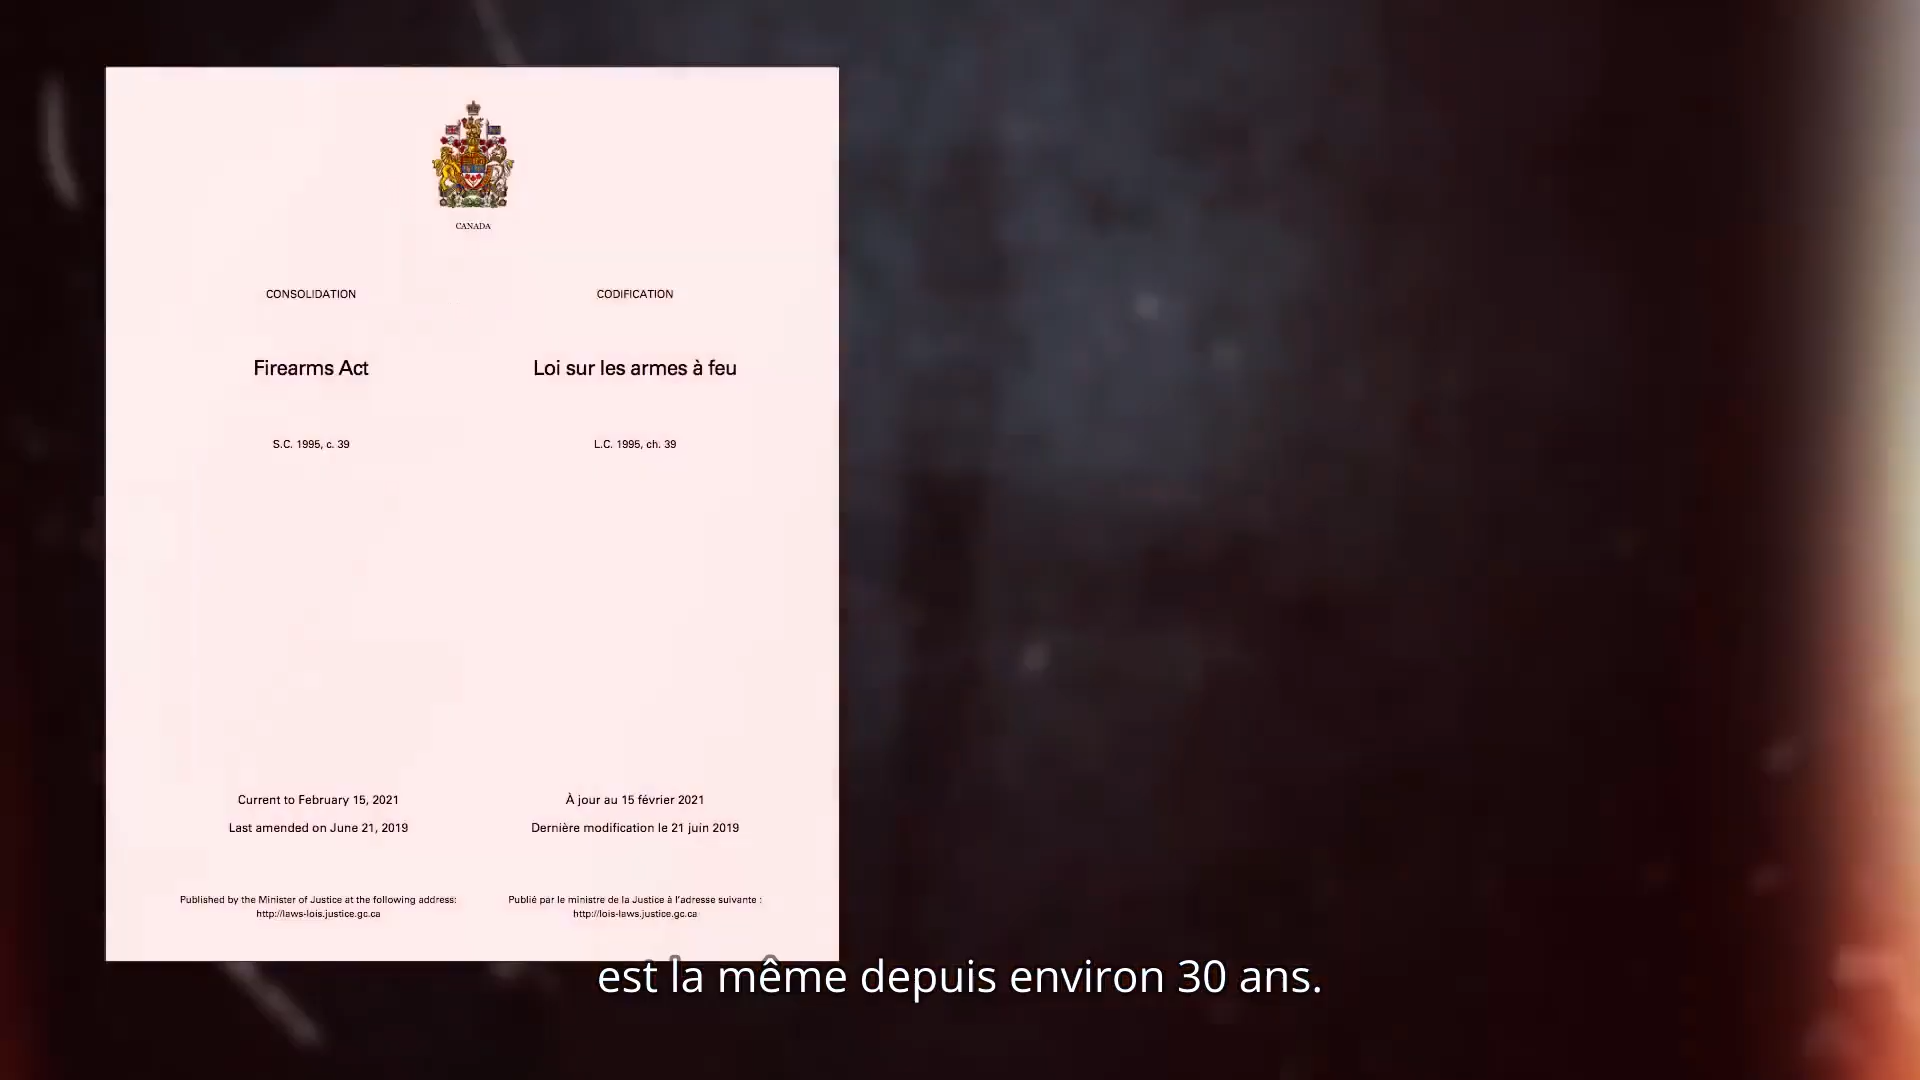 CANADA
CONSOLIDATION
Firearms Act
S.C. 1995, c. 39
Current to February 15, 2021
Last amended on June 21, 2019
Published by the Minister of Justice at the following address:
http://laws-lois.justice.gc.ca
CODIFICATION
Loi sur les armes à feu
L.C. 1995, ch. 39
À jour au 15 février 2021
Dernière modification le 21 juin 2019
Publié par le ministre de la Justice à l'adresse suivante :
http://lois-laws.justice.gc.ca
est la même depuis environ 30 ans.